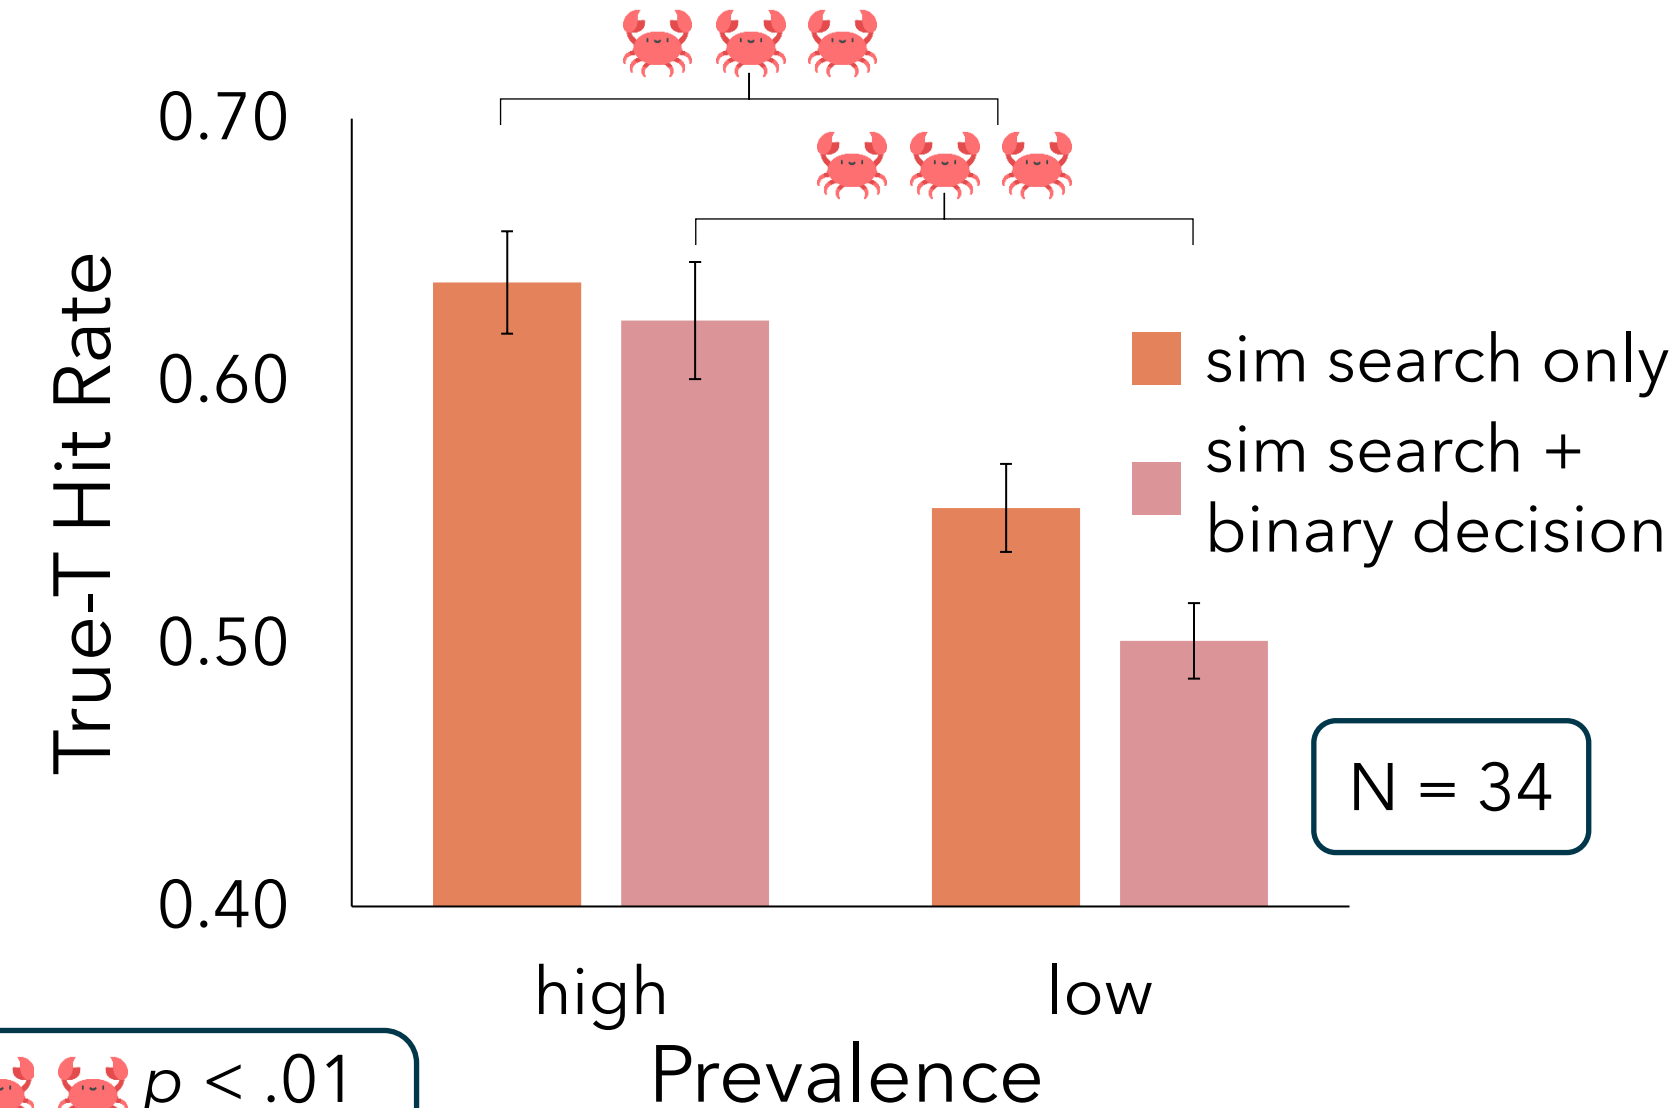 0.70
0.60
0.50
0.40
True-T Hit Rate
sim search only
sim search +
binary decision
N = 34
high
low
Prevalence
p < .01